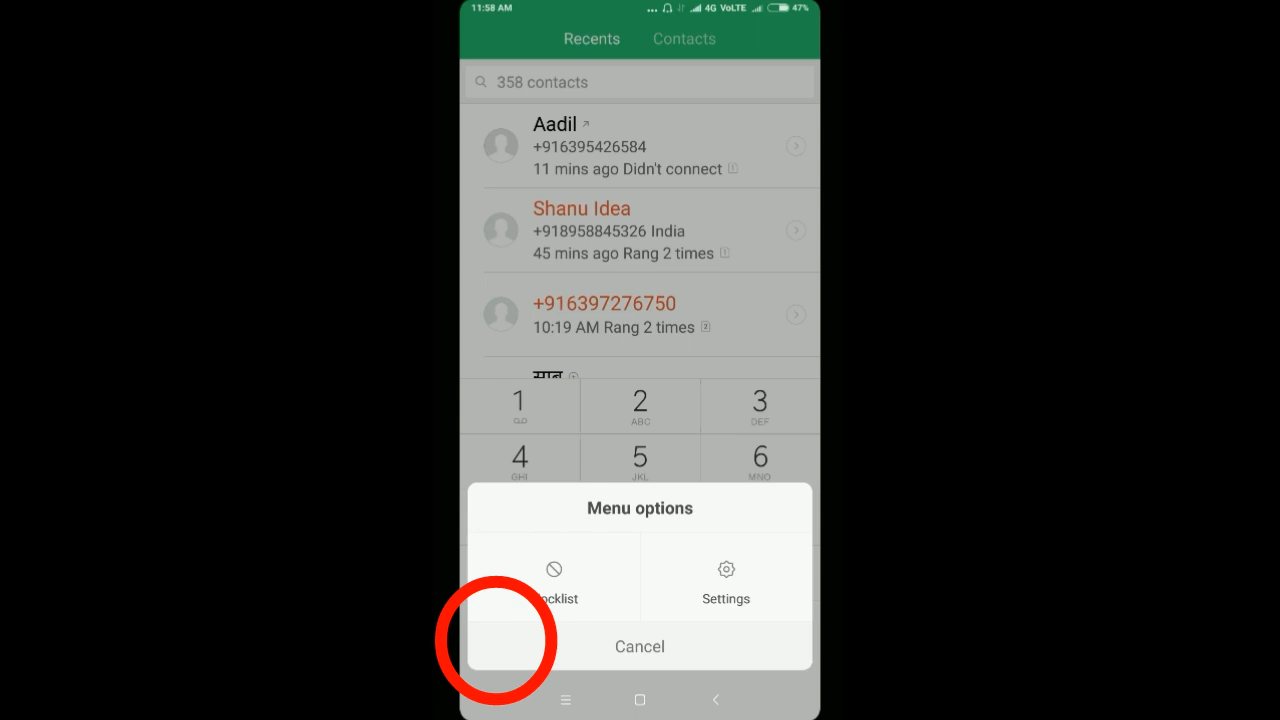 11:58 AM
4G VoLTE
47%
Recents
Contacts
358 contacts
Aadil
+916395426584
11 mins ago Didn't connect
Shanu Idea
+918958845326 India
45 mins ago Rang 2 times
+916397276750
10:19 AM Rang 2 times 2
1
2
3
ABC
DEF
4
5
6
GHI
JKL
MNO
Menu options
Settings
Cancel